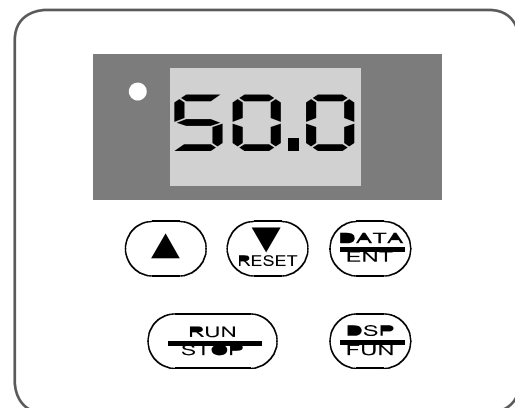 50.0
▲ ▼ DATA
RESET ENT
RUN DSP
STOP FUN